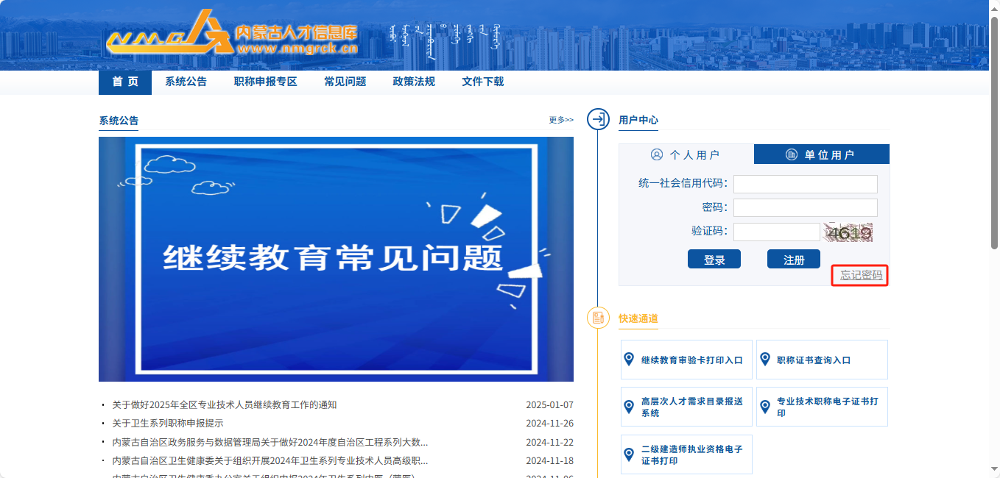 NMG 内蒙古人才信息库
www.nmgrck.cn
首 页
系统公告
职称申报专区
常见问题
政策法规
文件下载
系统公告
更多>>
继续教育常见问题
关于做好2025年全区专业技术人员继续教育工作的通知 2025-01-07
关于卫生系列职称申报提示 2024-11-26
内蒙古自治区政务服务与数据管理局关于做好2024年度自治区工程系列大数... 2024-11-22
内蒙古自治区卫生健康委关于组织开展2024年卫生系列专业技术人员高级职... 2024-11-18
用户中心
个人用户
单位用户
统一社会信用代码：
密码：
验证码：
4619
登录
注册
忘记密码
快速通道
继续教育审验卡打印入口
职称证书查询入口
高层次人才需求目录报送
系统
专业技术职称电子证书打
印
二级建造师执业资格电子
证书打印